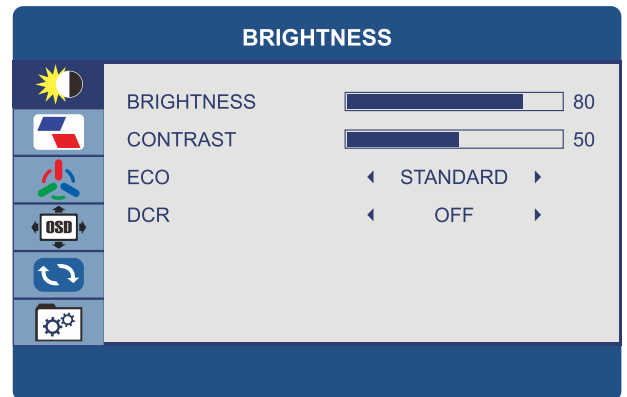 BRIGHTNESS
BRIGHTNESS 80
CONTRAST 50
ECO STANDARD
DCR OFF
OSD